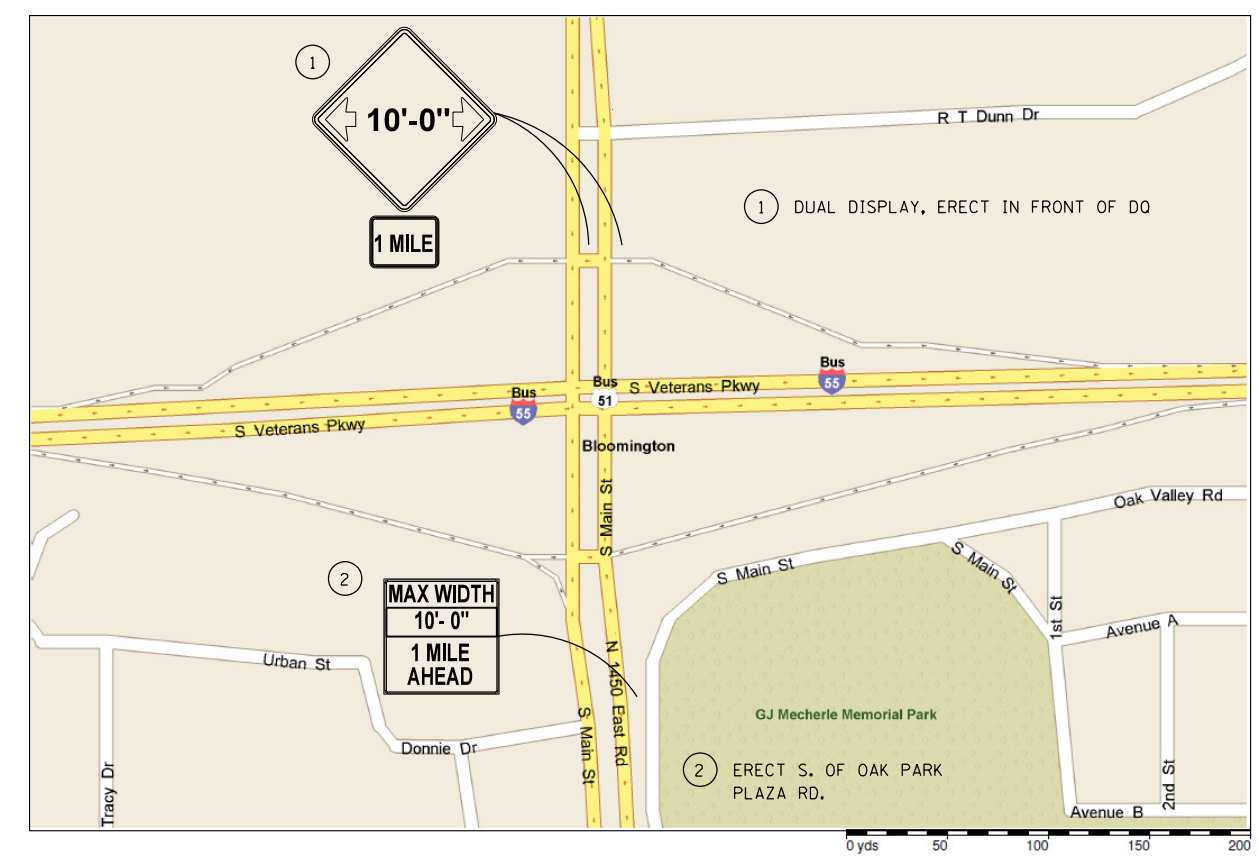 1
10'-0"
1 MILE
R T Dunn Dr
1 DUAL DISPLAY, ERECT IN FRONT OF DQ
Bus
55
Bus
51
S Veterans Pkwy
Bus
55
S Veterans Pkwy
Bloomington
S Main St
Oak Valley Rd
S Main St
S Main St
1st St
Avenue A
2
MAX WIDTH
10'- 0"
1 MILE
AHEAD
Urban St
N 1450 East Rd
S Main St
Donnie Dr
Tracy Dr
GJ Mecherle Memorial Park
2 ERECT S. OF OAK PARK
PLAZA RD.
2nd St
Avenue B
0 yds 50 100 150 200